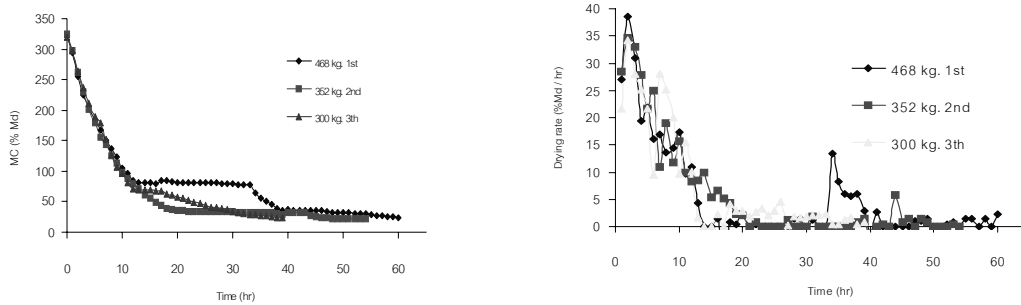 350
300
250
200
150
100
50
0
MC (% Md)
468 kg. 1st
352 kg. 2nd
300 kg. 3th
0 10 20 30 40 50 60
Time (hr)
40
35
30
25
20
15
10
5
0
Drying rate (%Md / hr)
468 kg. 1st
352 kg. 2nd
300 kg. 3th
0 10 20 30 40 50 60
Time (hr)